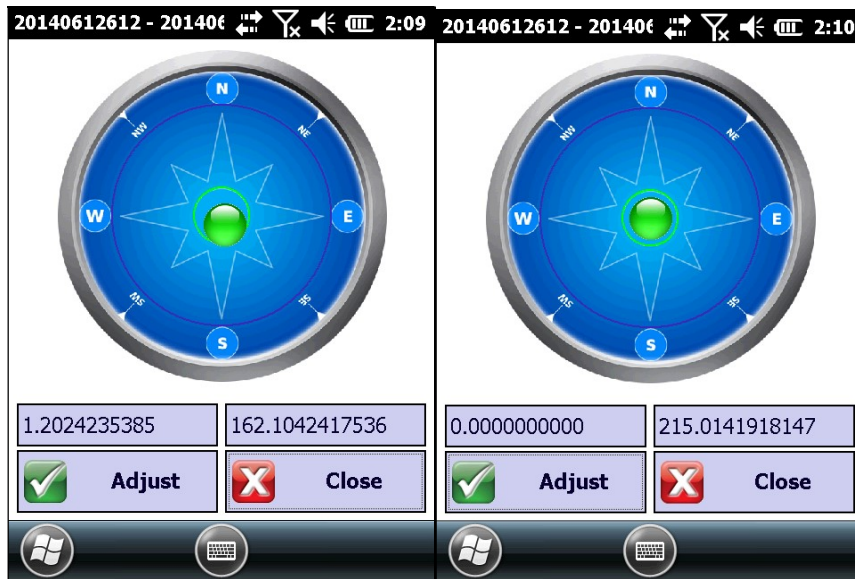 20140612612 - 201406 2:09
N
NW NE
W E
SW SE
S
1.2024235385 162.1042417536
Adjust Close
20140612612 - 201406 2:10
N
NW NE
W E
SW SE
S
0.0000000000 215.0141918147
Adjust Close